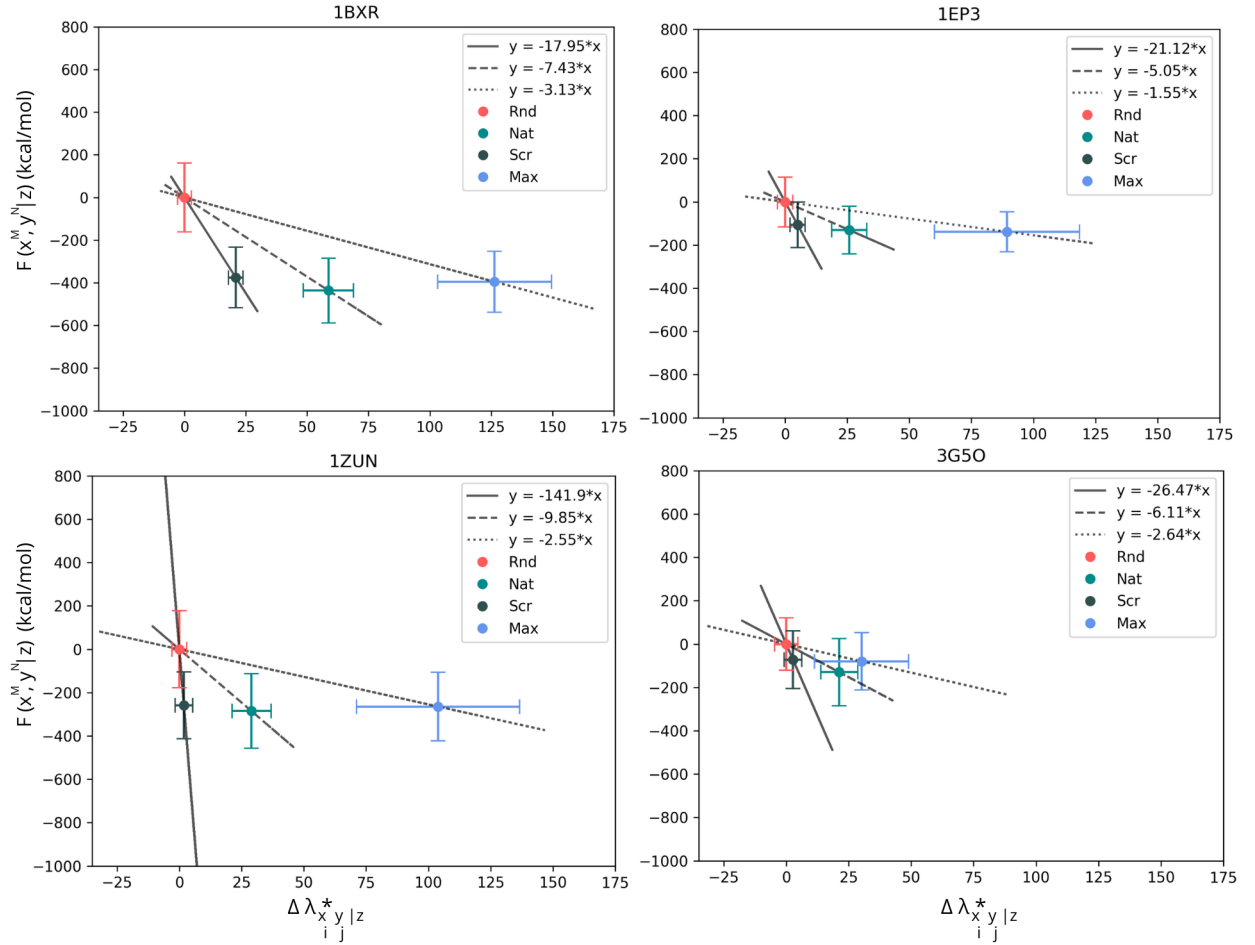 1BXR
800
600
400
200
0
−200
−400
−600
−800
−1000
−25
0
25
50
75
100
125
150
175
F (x^M, y^N | z) (kcal/mol)
y = -17.95*x
y = -7.43*x
y = -3.13*x
Rnd
Nat
Scr
Max
1EP3
800
600
400
200
0
−200
−400
−600
−800
−1000
−25
0
25
50
75
100
125
150
175
y = -21.12*x
y = -5.05*x
y = -1.55*x
Rnd
Nat
Scr
Max
1ZUN
800
600
400
200
0
−200
−400
−600
−800
−1000
−25
0
25
50
75
100
125
150
175
F (x^M, y^N | z) (kcal/mol)
Δ λ*
x y |z
i j
y = -141.9*x
y = -9.85*x
y = -2.55*x
Rnd
Nat
Scr
Max
3G5O
800
600
400
200
0
−200
−400
−600
−800
−1000
−25
0
25
50
75
100
125
150
175
Δ λ*
x y |z
i j
y = -26.47*x
y = -6.11*x
y = -2.64*x
Rnd
Nat
Scr
Max